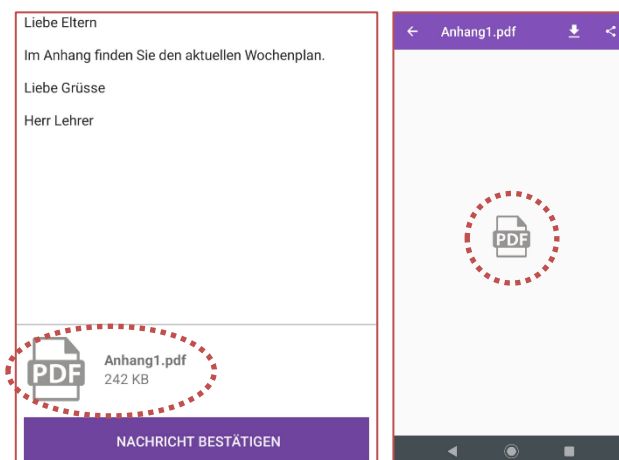 Liebe Eltern
Im Anhang finden Sie den aktuellen Wochenplan.
Liebe Grüsse
Herr Lehrer
PDF
Anhang1.pdf
242 KB
NACHRICHT BESTÄTIGEN
Anhang1.pdf
PDF